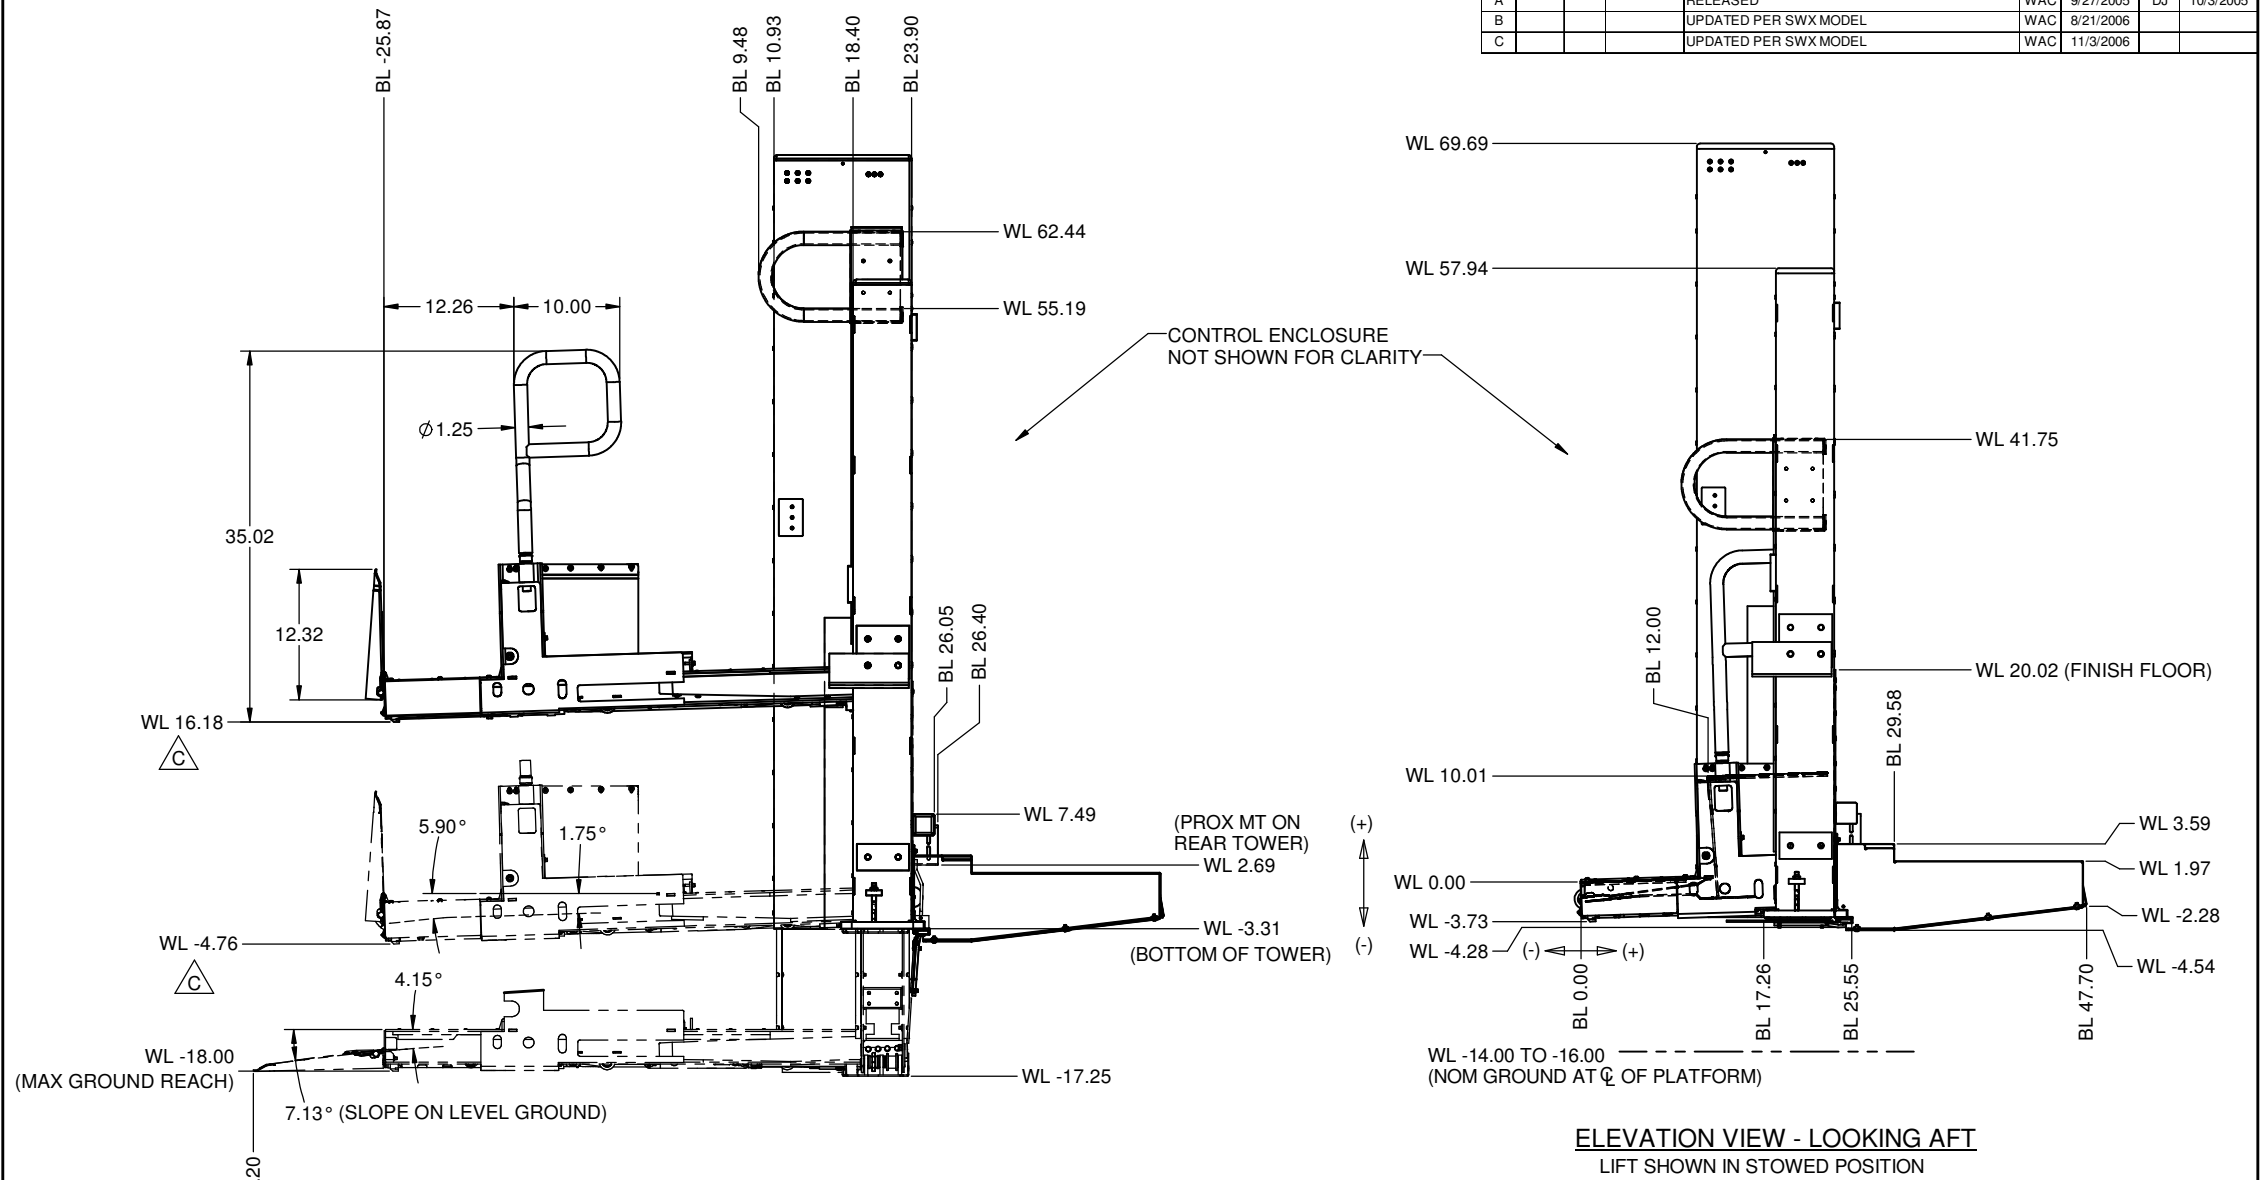 A RELEASED WAC 9/27/2005 DJ 10/3/2005
B UPDATED PER SWX MODEL WAC 8/21/2006
C UPDATED PER SWX MODEL WAC 11/3/2006
BL -25.87
BL 9.48
BL 10.93
BL 18.40
BL 23.90
WL 62.44
WL 55.19
12.26
10.00
Ø1.25
35.02
12.32
WL 16.18
C
CONTROL ENCLOSURE
NOT SHOWN FOR CLARITY
BL 26.05
BL 26.40
WL 7.49
(PROX MT ON
REAR TOWER)
WL 2.69
5.90°
1.75°
WL -4.76
C
WL -3.31
(BOTTOM OF TOWER)
(+)
(-)
4.15°
WL -18.00
(MAX GROUND REACH)
7.13° (SLOPE ON LEVEL GROUND)
WL -17.25
20
WL 69.69
WL 57.94
WL 41.75
BL 12.00
WL 20.02 (FINISH FLOOR)
BL 29.58
WL 10.01
WL 3.59
WL 1.97
WL 0.00
WL -2.28
WL -3.73
WL -4.28
(-)
(+)
WL -4.54
BL 0.00
BL 17.26
BL 25.55
BL 47.70
WL -14.00 TO -16.00
(NOM GROUND AT ℄ OF PLATFORM)
ELEVATION VIEW - LOOKING AFT
LIFT SHOWN IN STOWED POSITION